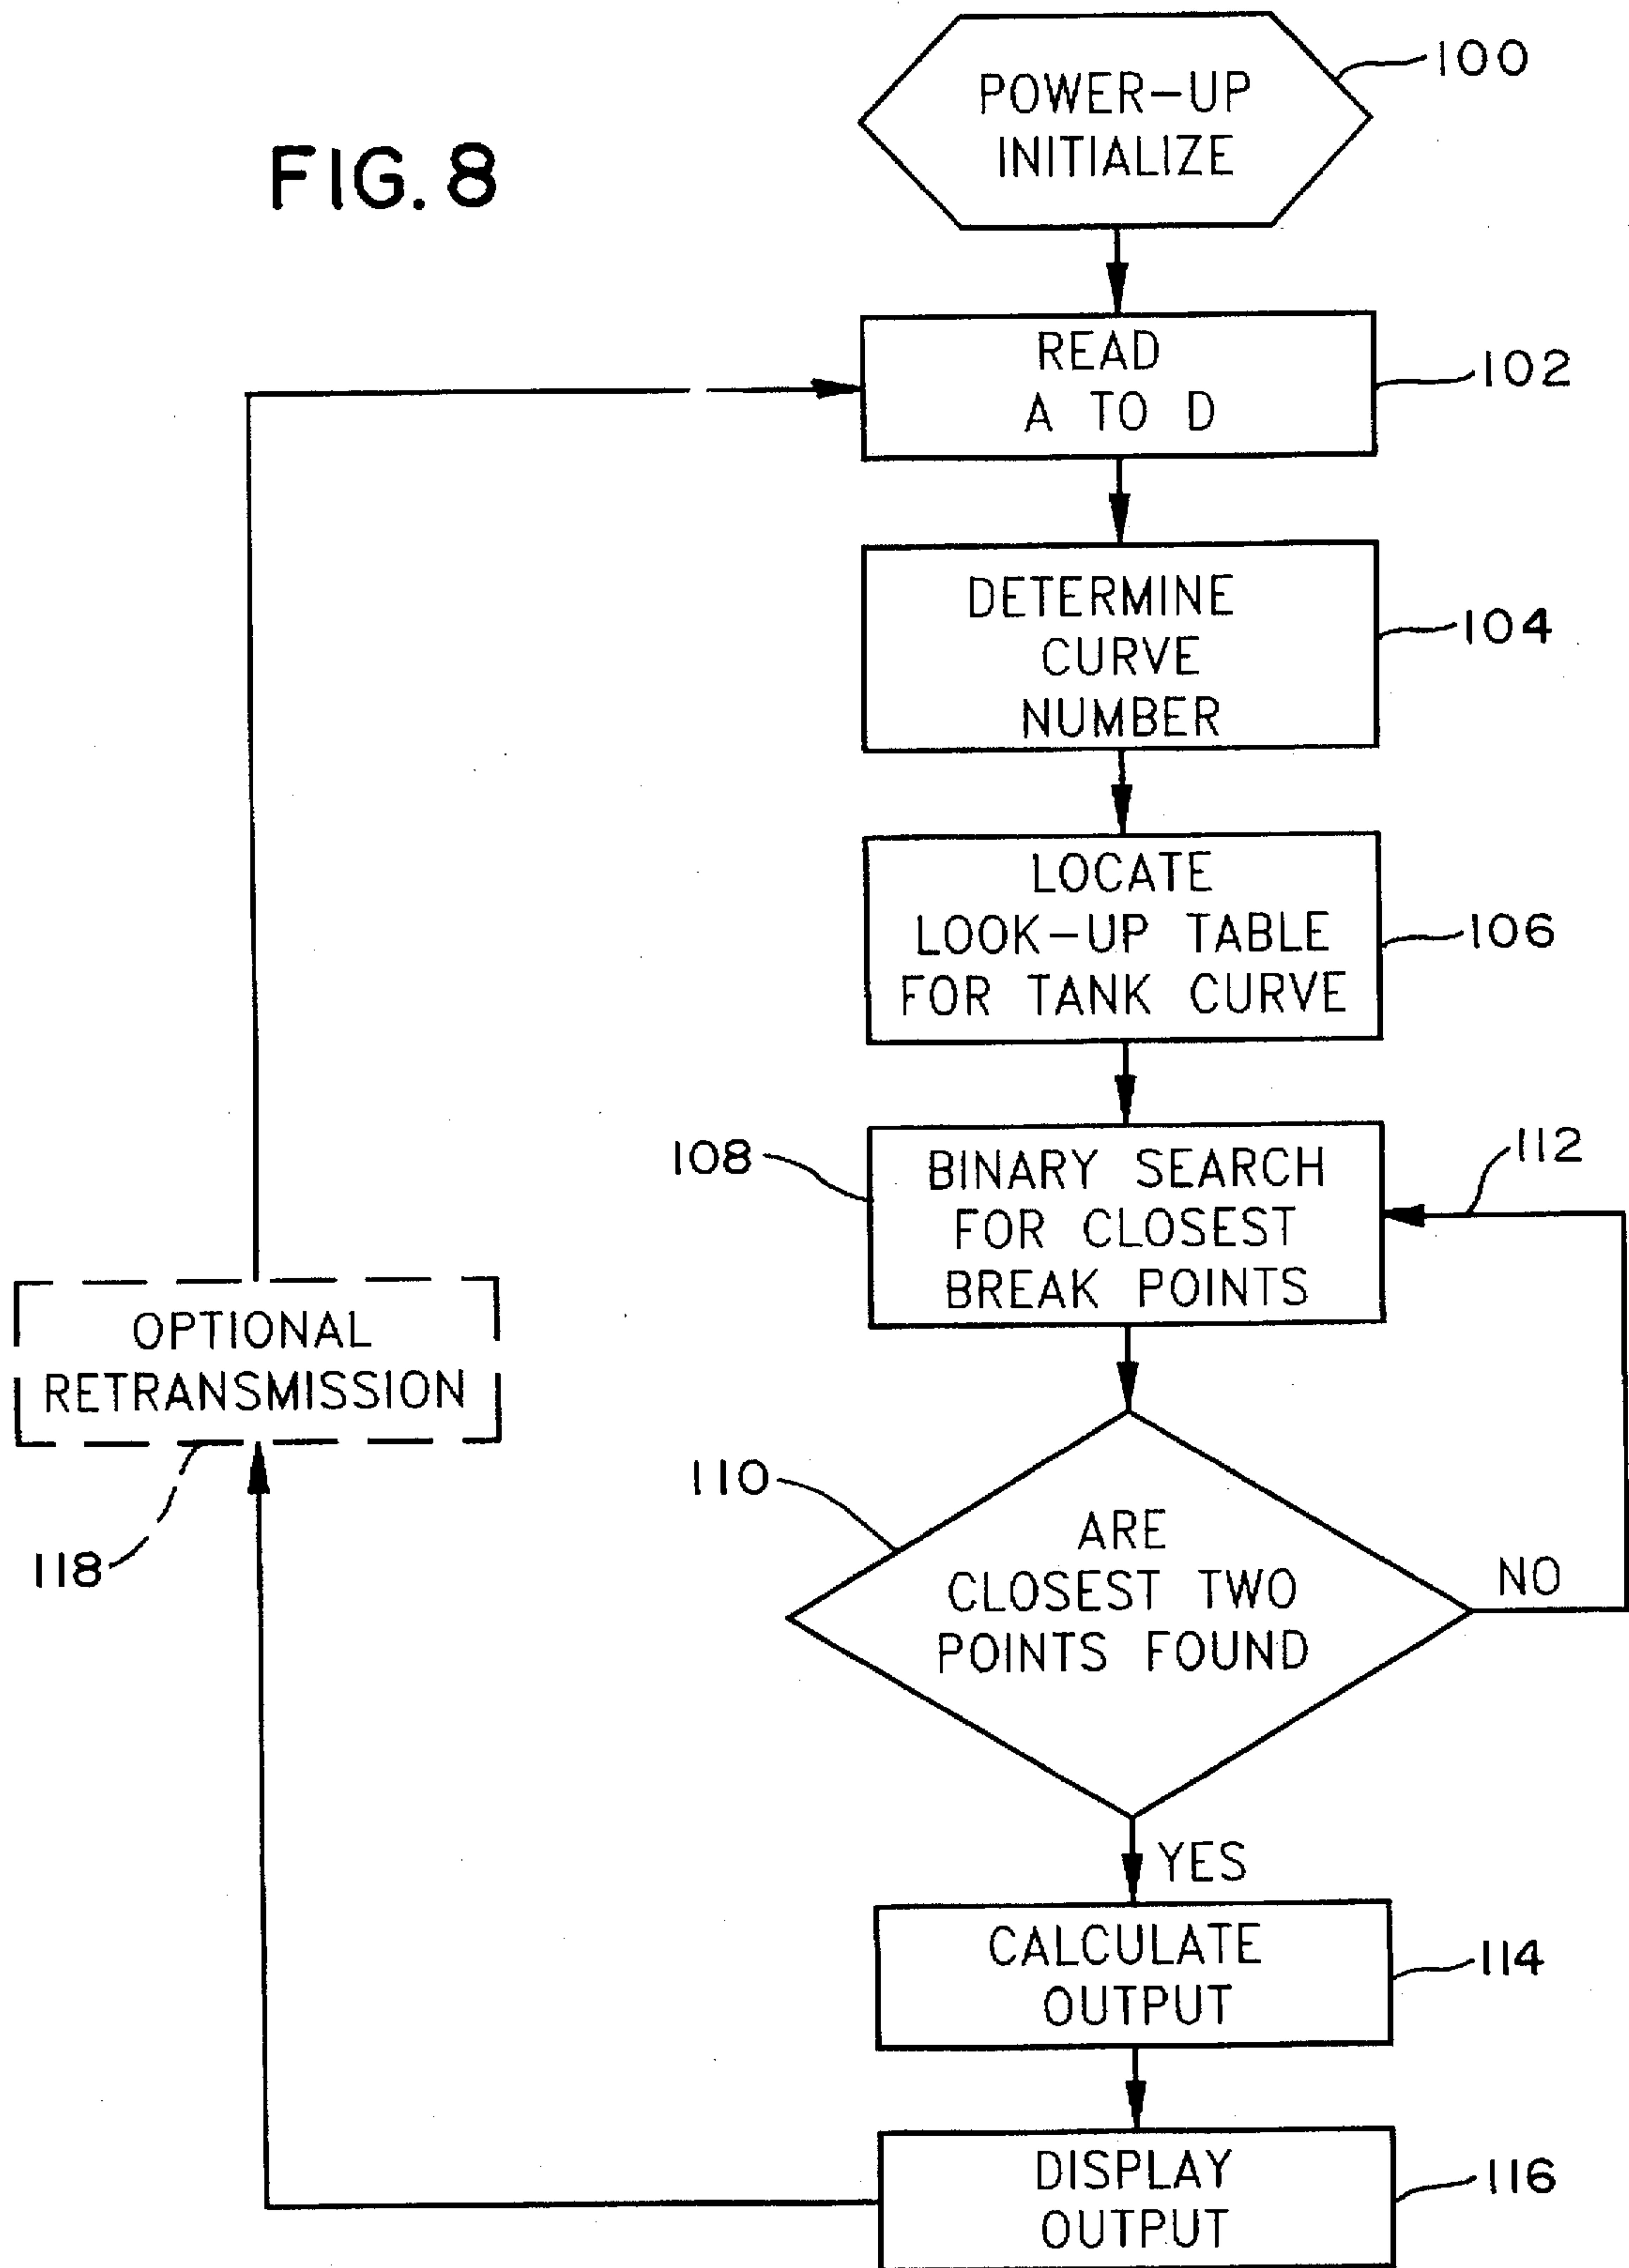 FIG. 8
POWER-UP
INITIALIZE
100
READ
A TO D
102
DETERMINE
CURVE
NUMBER
104
LOCATE
LOOK-UP TABLE
FOR TANK CURVE
106
108
BINARY SEARCH
FOR CLOSEST
BREAK POINTS
112
OPTIONAL
RETRANSMISSION
118
110
ARE
CLOSEST TWO
POINTS FOUND
NO
YES
CALCULATE
OUTPUT
114
DISPLAY
OUTPUT
116